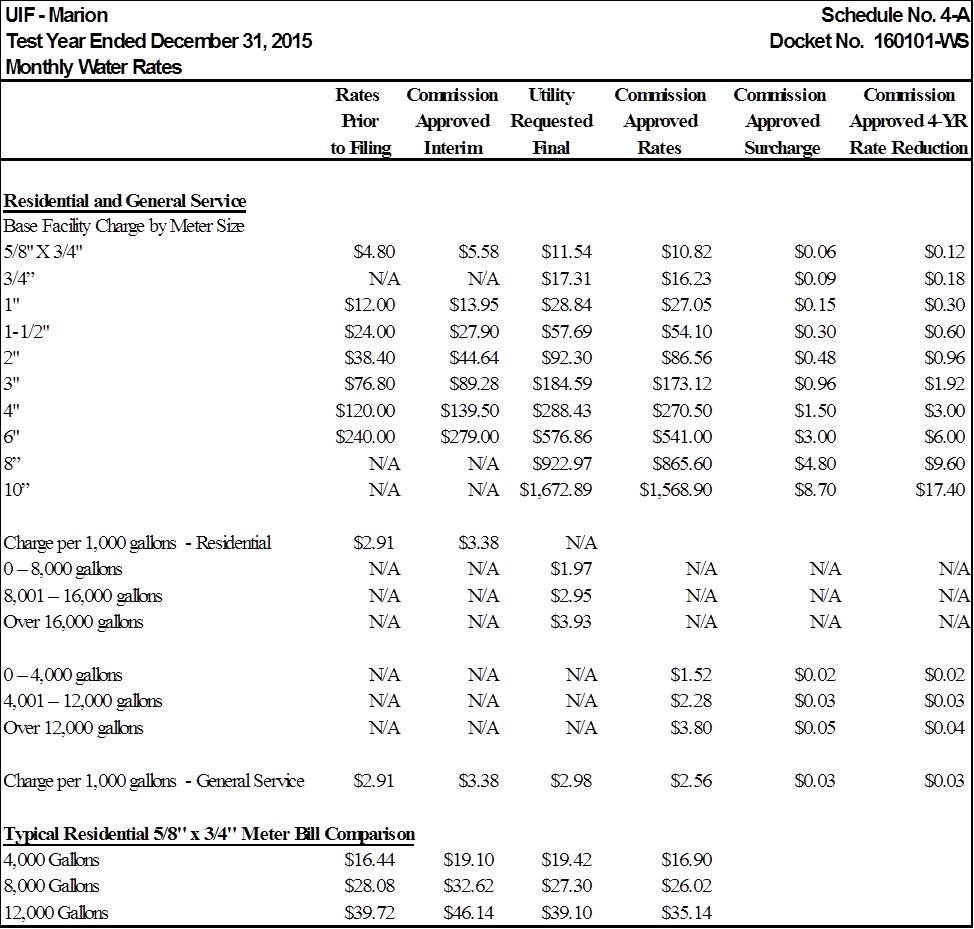 UIF - Marion Schedule No. 4-A
Test Year Ended December 31, 2015 Docket No. 160101-WS
Monthly Water Rates
Rates Commission Utility Commission Commission Commission
Prior Approved Requested Approved Approved Approved 4-YR
to Filing Interim Final Rates Surcharge Rate Reduction
Residential and General Service
Base Facility Charge by Meter Size
5/8" X 3/4" $4.80 $5.58 $11.54 $10.82 $0.06 $0.12
3/4” N/A N/A $17.31 $16.23 $0.09 $0.18
1" $12.00 $13.95 $28.84 $27.05 $0.15 $0.30
1-1/2" $24.00 $27.90 $57.69 $54.10 $0.30 $0.60
2" $38.40 $44.64 $92.30 $86.56 $0.48 $0.96
3" $76.80 $89.28 $184.59 $173.12 $0.96 $1.92
4" $120.00 $139.50 $288.43 $270.50 $1.50 $3.00
6" $240.00 $279.00 $576.86 $541.00 $3.00 $6.00
8” N/A N/A $922.97 $865.60 $4.80 $9.60
10” N/A N/A $1,672.89 $1,568.90 $8.70 $17.40
Charge per 1,000 gallons - Residential $2.91 $3.38 N/A
0 – 8,000 gallons N/A N/A $1.97 N/A N/A N/A
8,001 – 16,000 gallons N/A N/A $2.95 N/A N/A N/A
Over 16,000 gallons N/A N/A $3.93 N/A N/A N/A
0 – 4,000 gallons N/A N/A N/A $1.52 $0.02 $0.02
4,001 – 12,000 gallons N/A N/A N/A $2.28 $0.03 $0.03
Over 12,000 gallons N/A N/A N/A $3.80 $0.05 $0.04
Charge per 1,000 gallons - General Service $2.91 $3.38 $2.98 $2.56 $0.03 $0.03
Typical Residential 5/8" x 3/4" Meter Bill Comparison
4,000 Gallons $16.44 $19.10 $19.42 $16.90
8,000 Gallons $28.08 $32.62 $27.30 $26.02
12,000 Gallons $39.72 $46.14 $39.10 $35.14